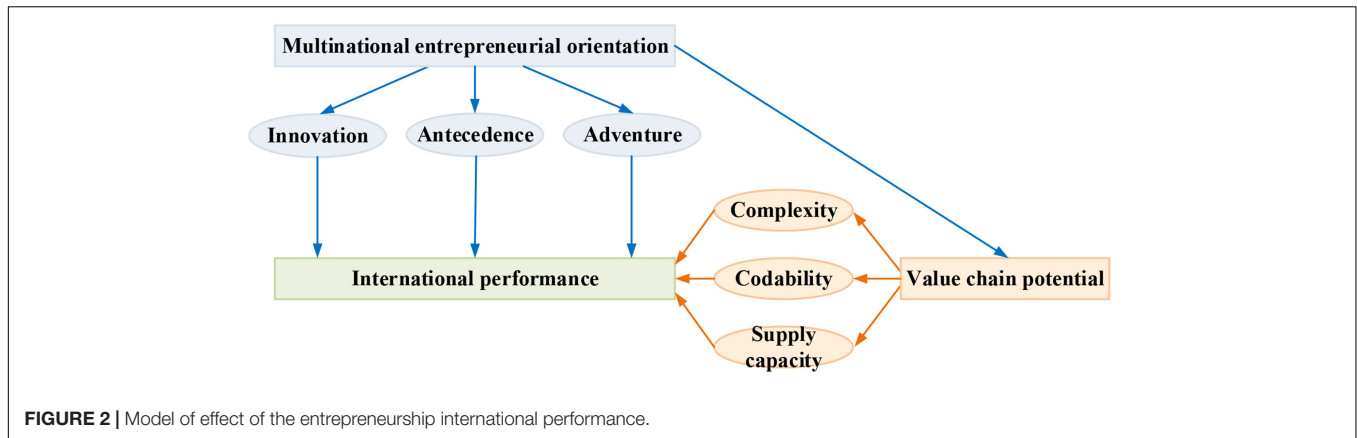 Multinational entrepreneurial orientation
Innovation
Antecedence
Adventure
Complexity
International performance
Codability
Value chain potential
Supply
capacity
FIGURE 2 | Model of effect of the entrepreneurship international performance.